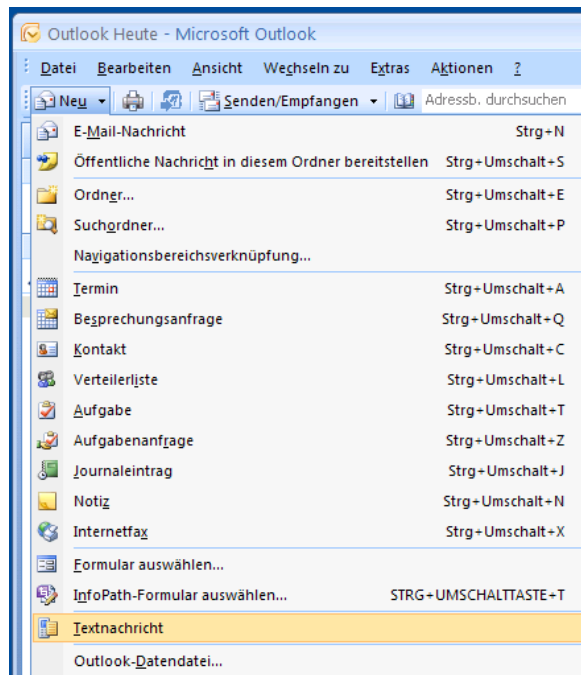 Outlook Heute - Microsoft Outlook
Datei Bearbeiten Ansicht Wechseln zu Extras Aktionen ?
Neu Senden/Empfangen Adressb. durchsuchen
E-Mail-Nachricht Strg+N
Öffentliche Nachricht in diesem Ordner bereitstellen Strg+Umschalt+S
Ordner... Strg+Umschalt+E
Suchordner... Strg+Umschalt+P
Navigationsbereichsverknüpfung...
Termin Strg+Umschalt+A
Besprechungsanfrage Strg+Umschalt+Q
Kontakt Strg+Umschalt+C
Verteilerliste Strg+Umschalt+L
Aufgabe Strg+Umschalt+T
Aufgabenanfrage Strg+Umschalt+Z
Journaleintrag Strg+Umschalt+J
Notiz Strg+Umschalt+N
Internetfax Strg+Umschalt+X
Formular auswählen...
InfoPath-Formular auswählen... STRG+UMSCHALTTASTE+T
Textnachricht
Outlook-Datendatei...